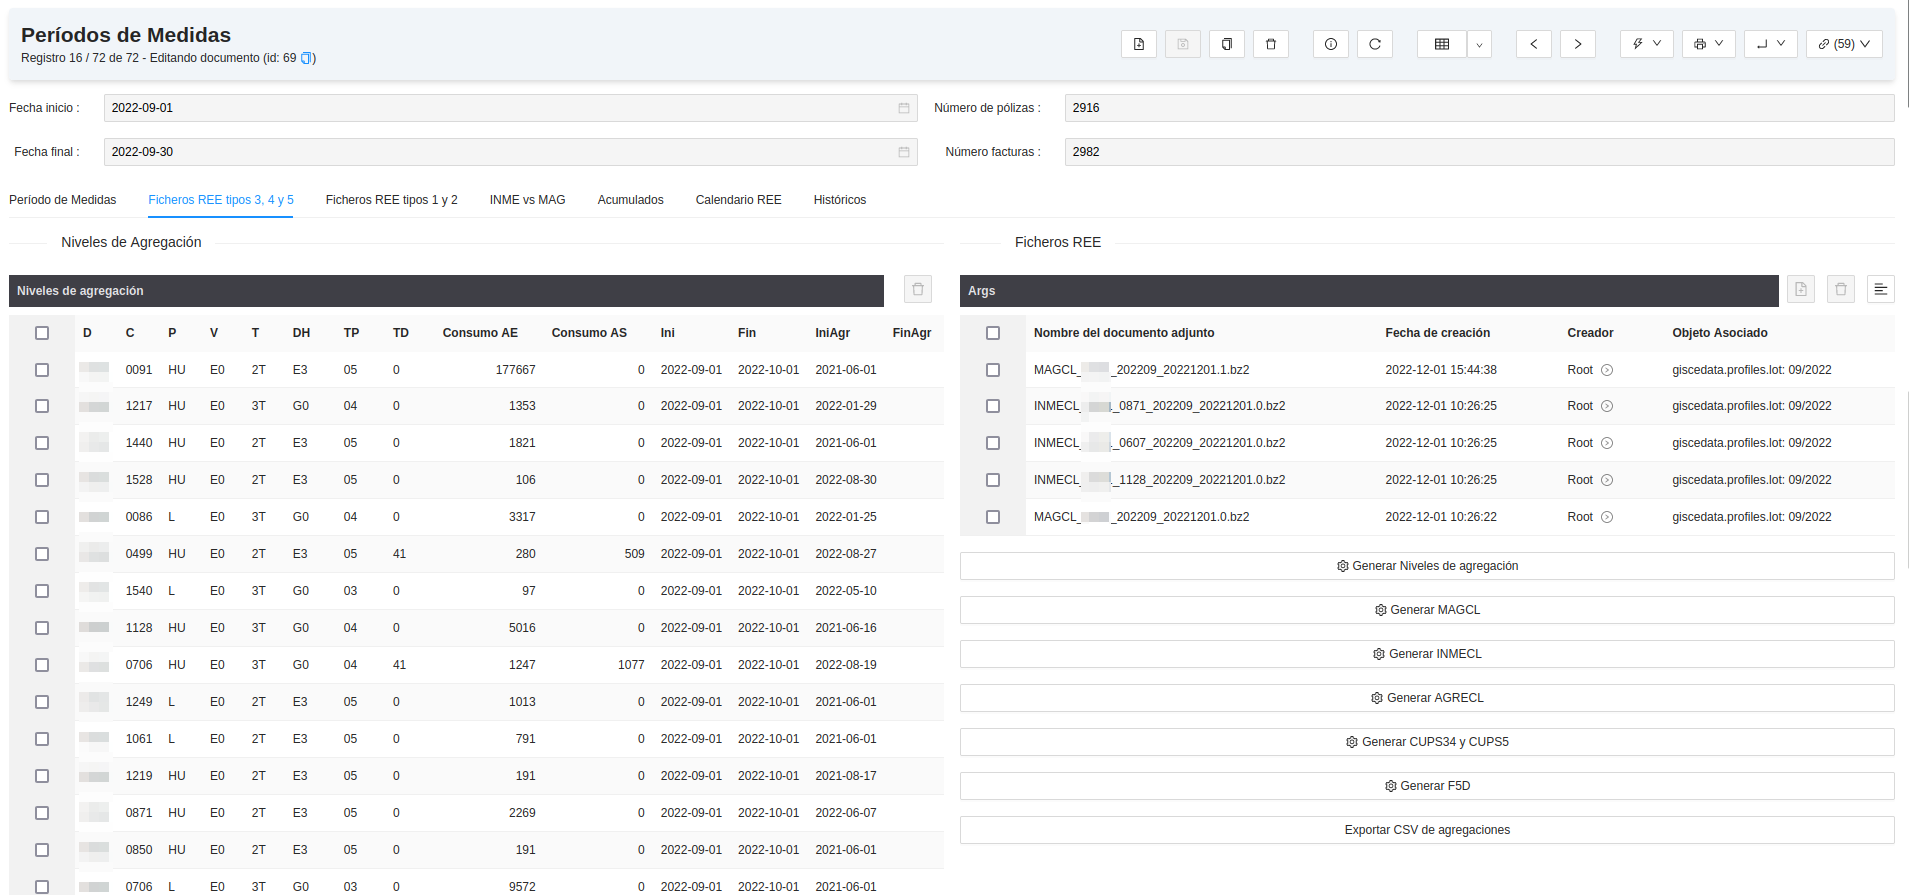 Períodos de Medidas
Registro 16 / 72 de 72 - Editando documento (id: 69 )
(59)
Fecha inicio : 2022-09-01 Número de pólizas : 2916
Fecha final : 2022-09-30 Número facturas : 2982
Período de Medidas Ficheros REE tipos 3, 4 y 5 Ficheros REE tipos 1 y 2 INME vs MAG Acumulados Calendario REE Históricos
Niveles de Agregación
Niveles de agregación
D C P V T DH TP TD Consumo AE Consumo AS Ini Fin IniAgr FinAgr
0091 HU E0 2T E3 05 0 177667 0 2022-09-01 2022-10-01 2021-06-01
1217 HU E0 3T G0 04 0 1353 0 2022-09-01 2022-10-01 2022-01-29
1440 HU E0 2T E3 05 0 1821 0 2022-09-01 2022-10-01 2021-06-01
1528 HU E0 2T E3 05 0 106 0 2022-09-01 2022-10-01 2022-08-30
0086 L E0 3T G0 04 0 3317 0 2022-09-01 2022-10-01 2022-01-25
0499 HU E0 2T E3 05 41 280 509 2022-09-01 2022-10-01 2022-08-27
1540 L E0 3T G0 03 0 97 0 2022-09-01 2022-10-01 2022-05-10
1128 HU E0 3T G0 04 0 5016 0 2022-09-01 2022-10-01 2021-06-16
0706 HU E0 3T G0 04 41 1247 1077 2022-09-01 2022-10-01 2022-08-19
1249 L E0 2T E3 05 0 1013 0 2022-09-01 2022-10-01 2021-06-01
1061 L E0 2T E3 05 0 791 0 2022-09-01 2022-10-01 2021-06-01
1219 HU E0 2T E3 05 0 191 0 2022-09-01 2022-10-01 2021-08-17
0871 HU E0 2T E3 05 0 2269 0 2022-09-01 2022-10-01 2022-06-07
0850 HU E0 2T E3 05 0 191 0 2022-09-01 2022-10-01 2021-06-01
0706 L E0 3T G0 03 0 9572 0 2022-09-01 2022-10-01 2021-06-01
Ficheros REE
Args
Nombre del documento adjunto Fecha de creación Creador Objeto Asociado
MAGCL_ _202209_20221201.1.bz2 2022-12-01 15:44:38 Root giscedata.profiles.lot: 09/2022
INMECL_ _0871_202209_20221201.0.bz2 2022-12-01 10:26:25 Root giscedata.profiles.lot: 09/2022
INMECL_ _0607_202209_20221201.0.bz2 2022-12-01 10:26:25 Root giscedata.profiles.lot: 09/2022
INMECL_ _1128_202209_20221201.0.bz2 2022-12-01 10:26:25 Root giscedata.profiles.lot: 09/2022
MAGCL_ _202209_20221201.0.bz2 2022-12-01 10:26:22 Root giscedata.profiles.lot: 09/2022
Generar Niveles de agregación
Generar MAGCL
Generar INMECL
Generar AGRECL
Generar CUPS34 y CUPS5
Generar F5D
Exportar CSV de agregaciones